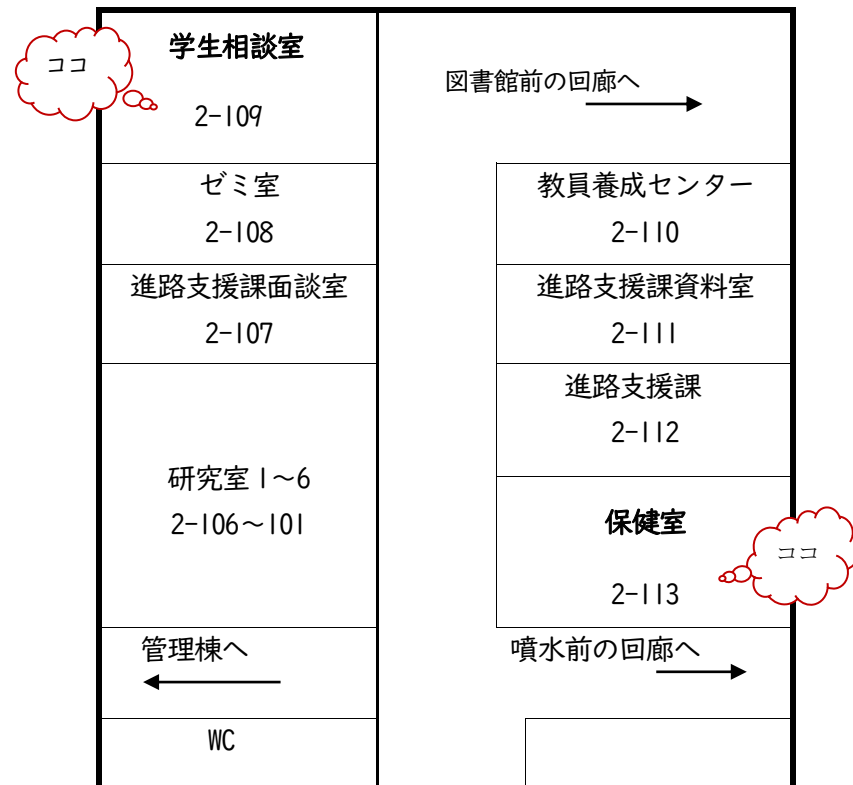 ココ
学生相談室
2-109
図書館前の回廊へ
ゼミ室
2-108
教員養成センター
2-110
進路支援課面談室
2-107
進路支援課資料室
2-111
進路支援課
2-112
研究室1~6
2-106~101
保健室
2-113
ココ
管理棟へ
噴水前の回廊へ
WC